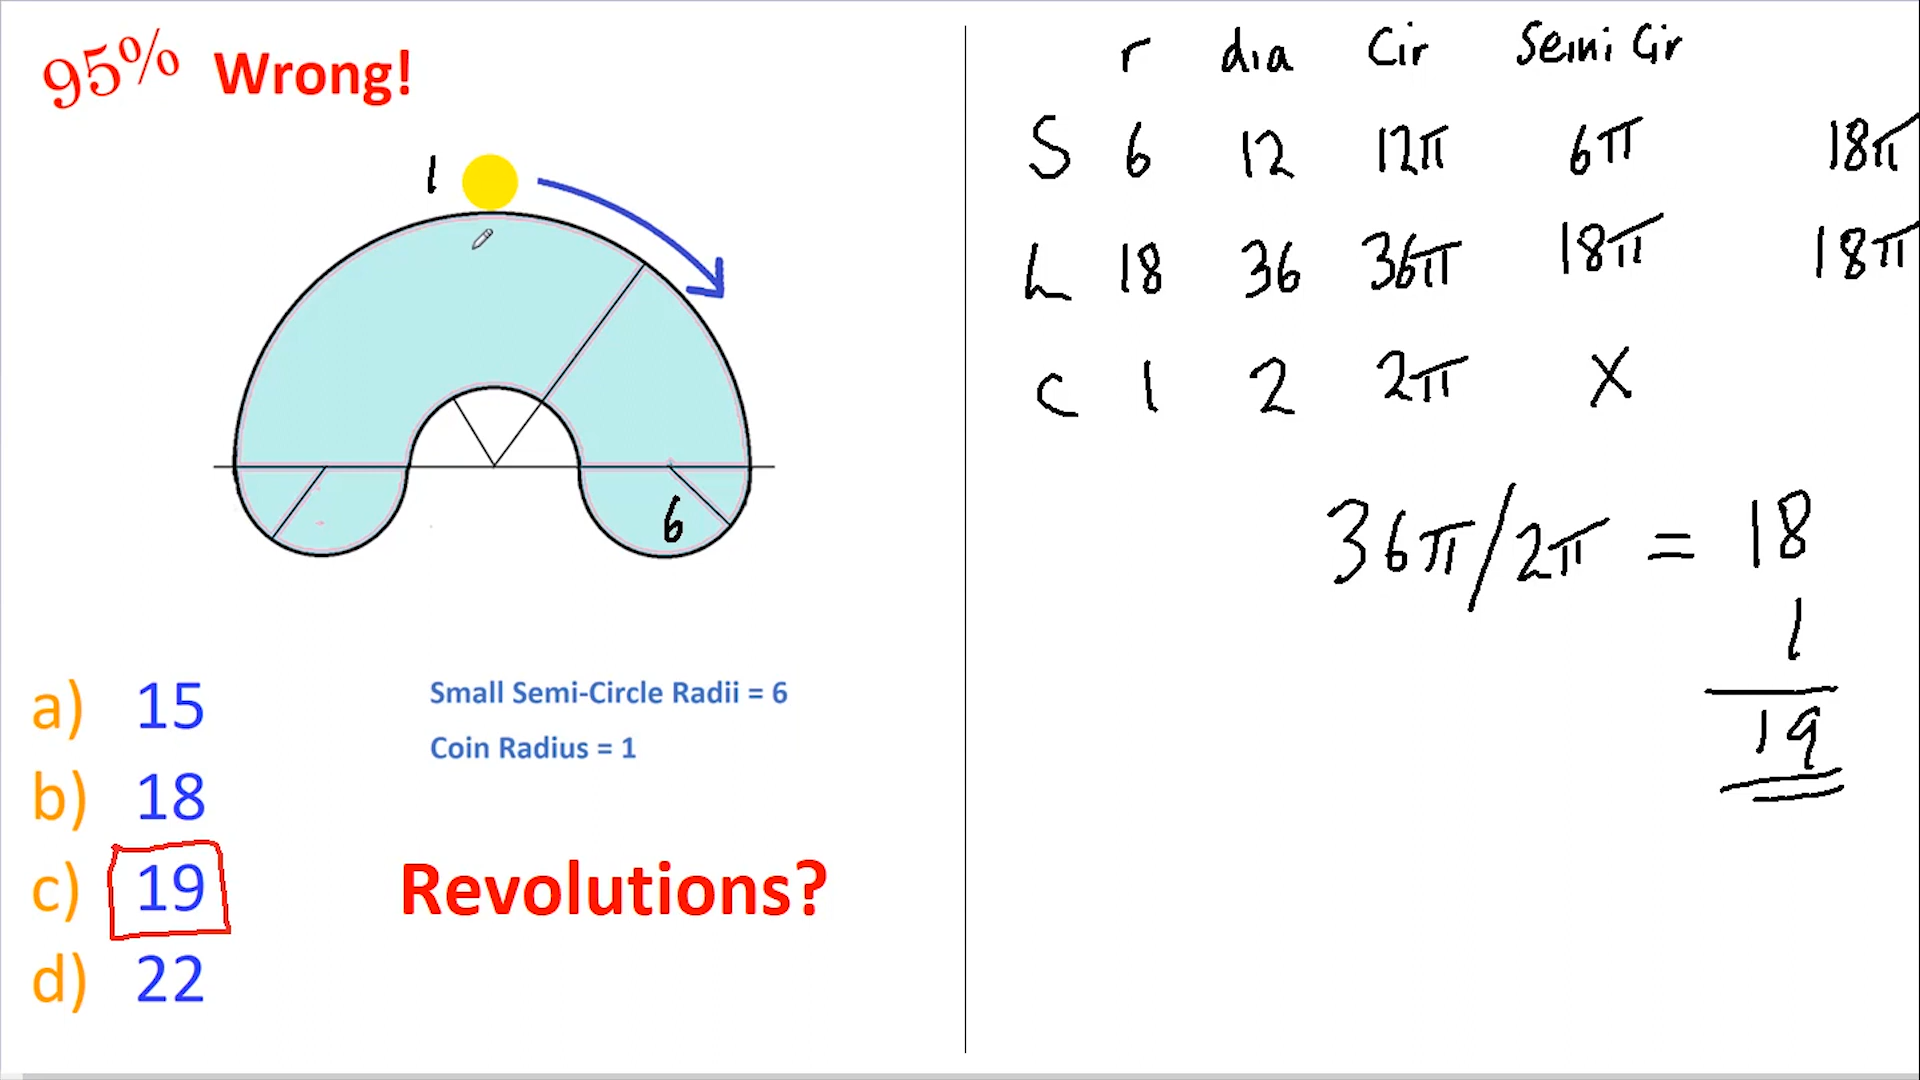 95% Wrong!
1
6
a) 15
b) 18
c) 19
d) 22
Small Semi-Circle Radii = 6
Coin Radius = 1
Revolutions?
r dia Cir Semi Cir
S 6 12 12π 6π 18π
L 18 36 36π 18π 18π
C 1 2 2π X
36π/2π = 18
1
19